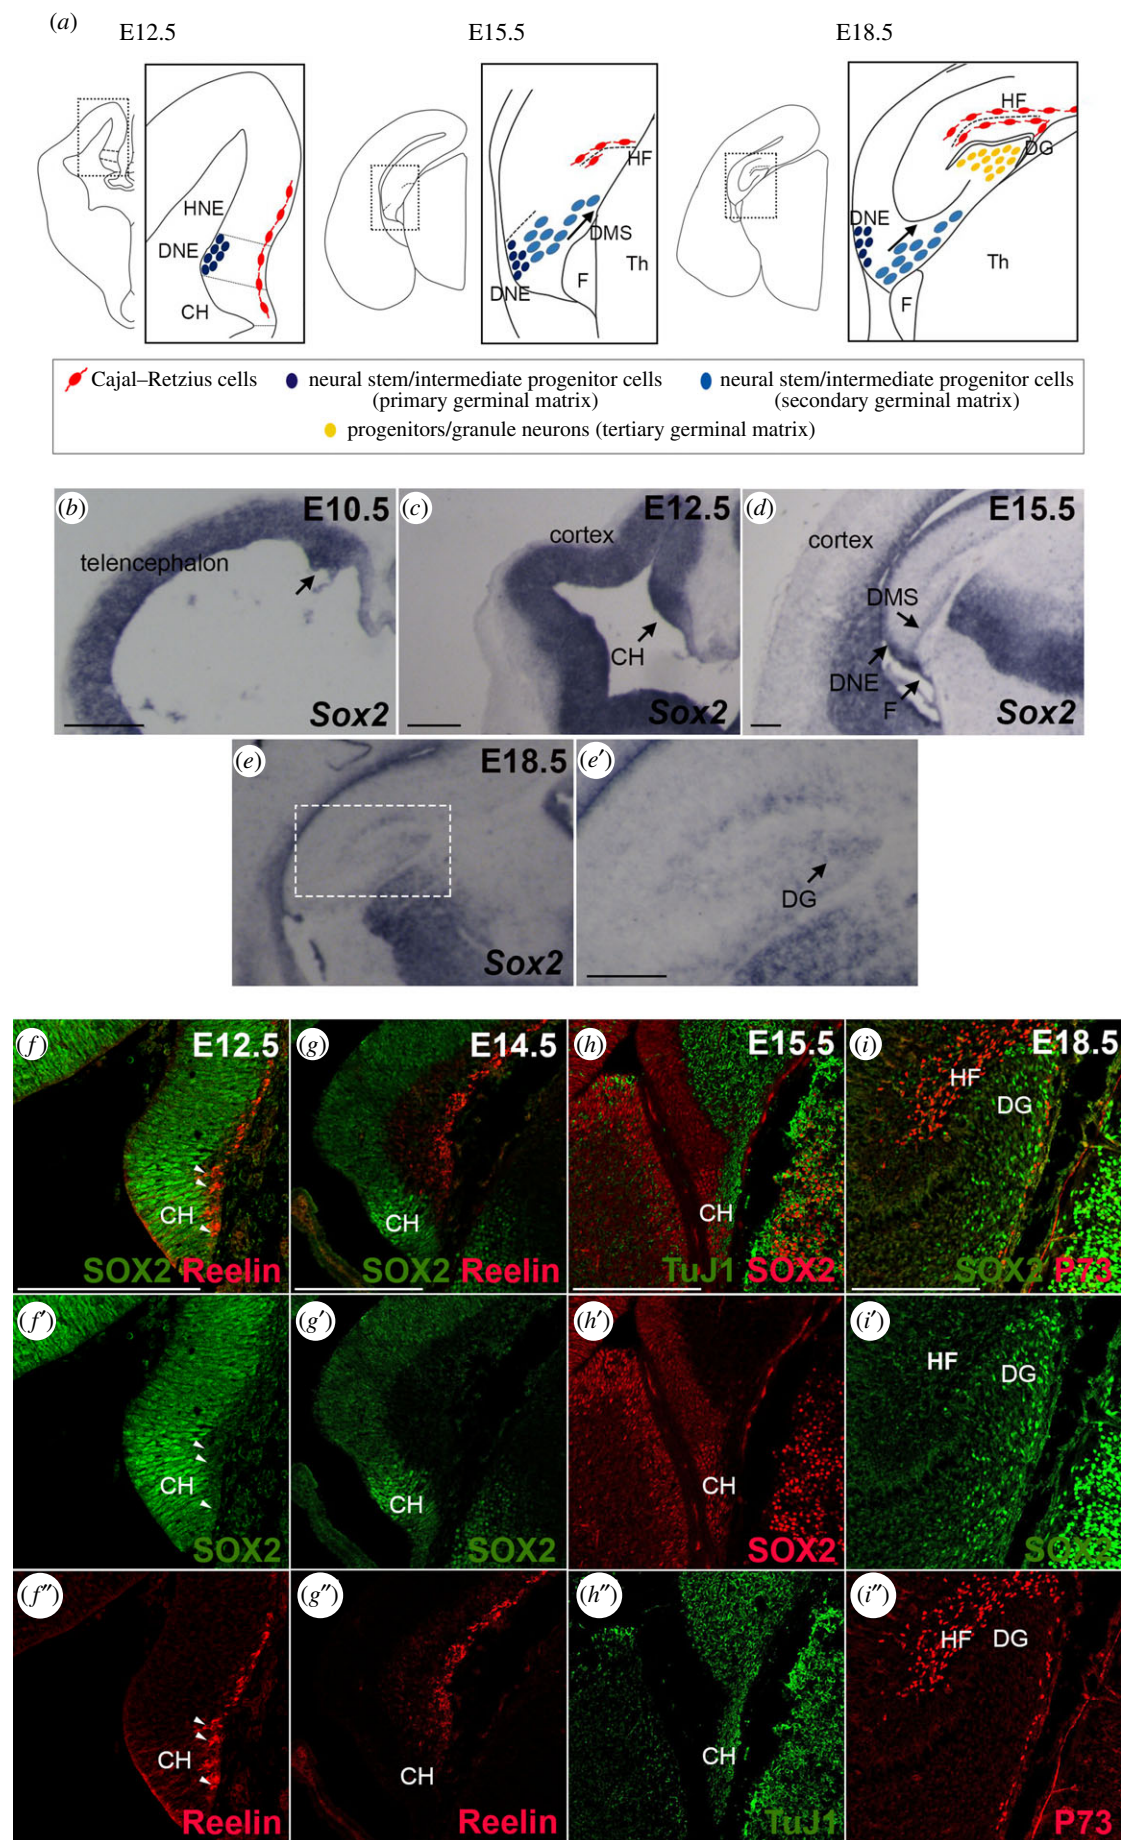 (a)
E12.5 E15.5 E18.5
HNE
DNE
CH
HF
DMS
Th
F
DNE
HF
DG
DNE
Th
F
Cajal–Retzius cells
neural stem/intermediate progenitor cells
(primary germinal matrix)
neural stem/intermediate progenitor cells
(secondary germinal matrix)
progenitors/granule neurons (tertiary germinal matrix)
(b) E10.5
telencephalon
Sox2
(c) E12.5
cortex
CH
Sox2
(d) E15.5
cortex
DMS
DNE
F
(e) E18.5
Sox2
(e′)
DG
(f) E12.5
CH
SOX2 Reelin
(g) E14.5
CH
SOX2 Reelin
(h) E15.5
CH
TuJ1 SOX2
(i) E18.5
HF
DG
SOX2 P73
(f′)
CH
SOX2
(g′)
CH
SOX2
(h′)
CH
SOX2
(i′)
HF
DG
SOX2
(f″)
CH
Reelin
(g″)
CH
Reelin
(h″)
CH
TuJ1
(i″)
HF DG
P73